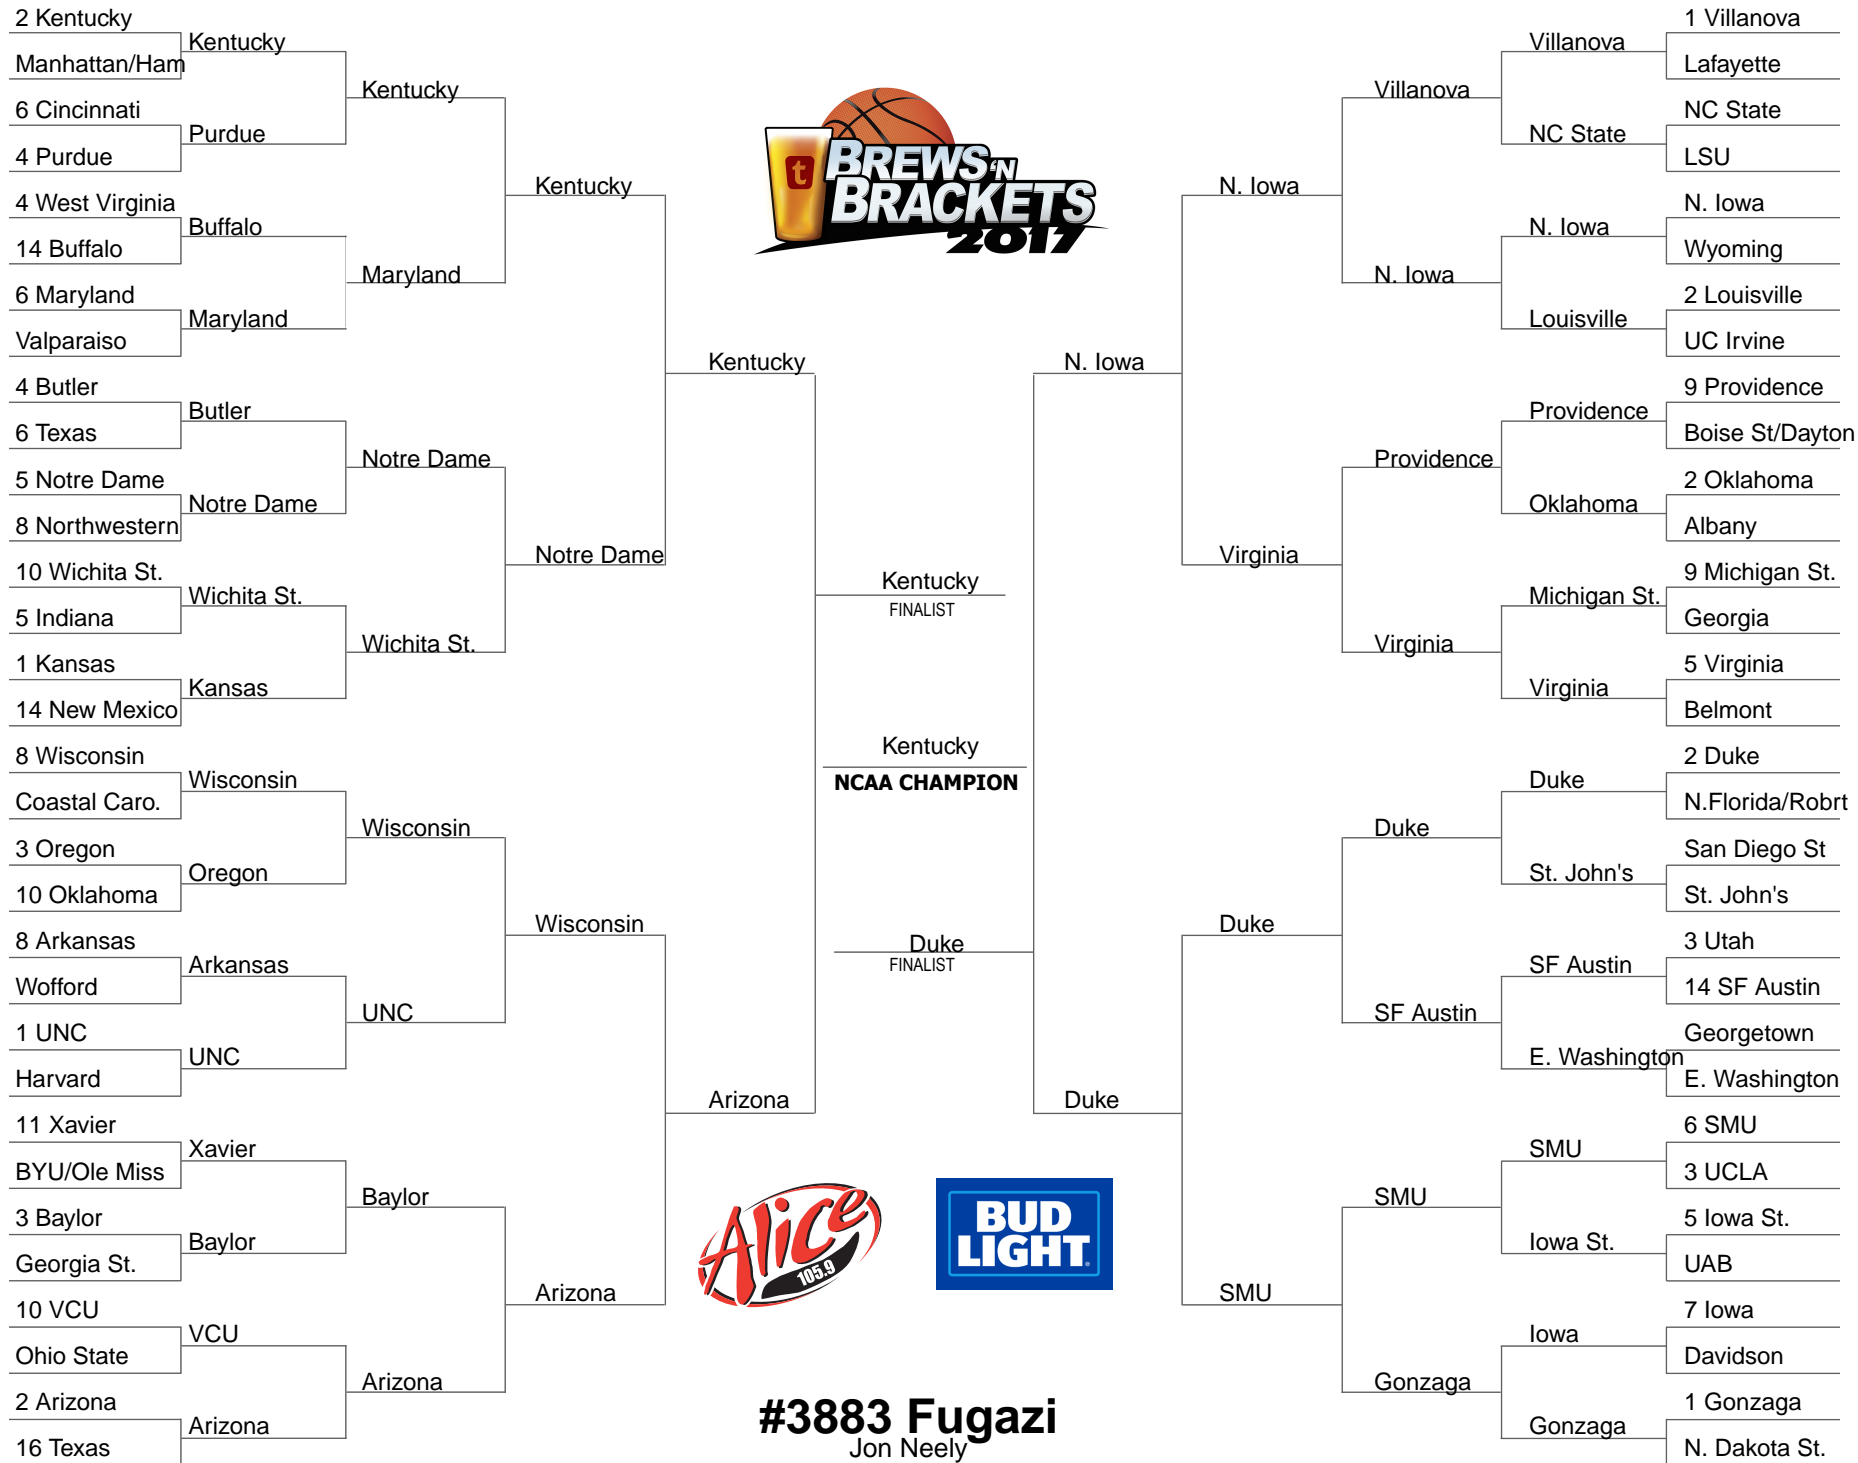 2 Kentucky
Manhattan/Ham
6 Cincinnati
4 Purdue
4 West Virginia
14 Buffalo
6 Maryland
Valparaiso
4 Butler
6 Texas
5 Notre Dame
8 Northwestern
10 Wichita St.
5 Indiana
1 Kansas
14 New Mexico
8 Wisconsin
Coastal Caro.
3 Oregon
10 Oklahoma
8 Arkansas
Wofford
1 UNC
Harvard
11 Xavier
BYU/Ole Miss
3 Baylor
Georgia St.
10 VCU
Ohio State
2 Arizona
16 Texas
Kentucky
Purdue
Buffalo
Maryland
Butler
Notre Dame
Wichita St.
Kansas
Wisconsin
Oregon
Arkansas
UNC
Xavier
Baylor
VCU
Arizona
Kentucky
Maryland
Notre Dame
Wichita St.
Wisconsin
UNC
Baylor
Arizona
Kentucky
Notre Dame
Wisconsin
Arizona
Kentucky
Arizona
t
BREWS 'N
BRACKETS
2017
Kentucky
FINALIST
Kentucky
NCAA CHAMPION
Duke
FINALIST
Alice
105.9
BUD
LIGHT
#3883 Fugazi
Jon Neely
N. Iowa
Duke
N. Iowa
Virginia
Duke
SMU
Villanova
N. Iowa
Providence
Virginia
Duke
SF Austin
SMU
Gonzaga
Villanova
NC State
N. Iowa
Louisville
Providence
Oklahoma
Michigan St.
Virginia
Duke
St. John's
SF Austin
E. Washington
SMU
Iowa St.
Iowa
Gonzaga
1 Villanova
Lafayette
NC State
LSU
N. Iowa
Wyoming
2 Louisville
UC Irvine
9 Providence
Boise St/Dayton
2 Oklahoma
Albany
9 Michigan St.
Georgia
5 Virginia
Belmont
2 Duke
N.Florida/Robrt
San Diego St
St. John's
3 Utah
14 SF Austin
Georgetown
E. Washington
6 SMU
3 UCLA
5 Iowa St.
UAB
7 Iowa
Davidson
1 Gonzaga
N. Dakota St.